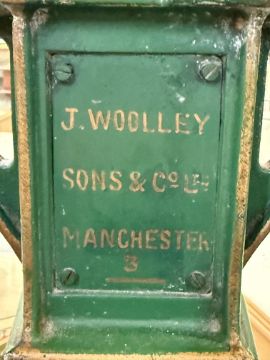 J. WOOLLEY
SONS & Co LTD
MANCHESTER
3